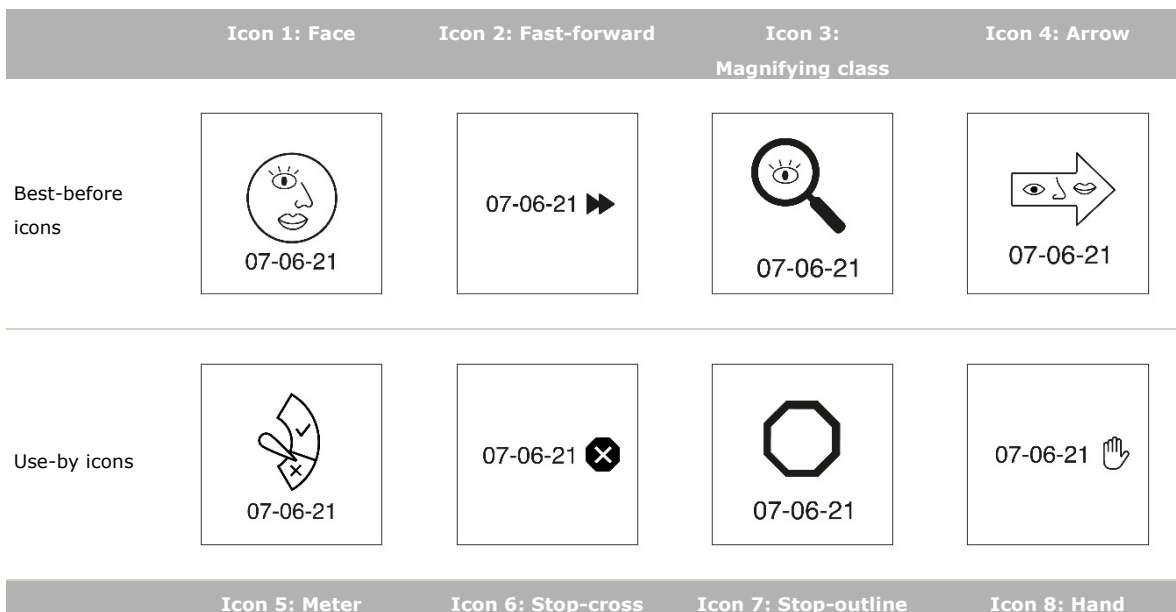 Icon 1: Face
Icon 2: Fast-forward
Icon 3:
Magnifying class
Icon 4: Arrow
Best-before
icons
07-06-21
07-06-21
07-06-21
07-06-21
Use-by icons
07-06-21
07-06-21
07-06-21
07-06-21
Icon 5: Meter
Icon 6: Stop-cross
Icon 7: Stop-outline
Icon 8: Hand